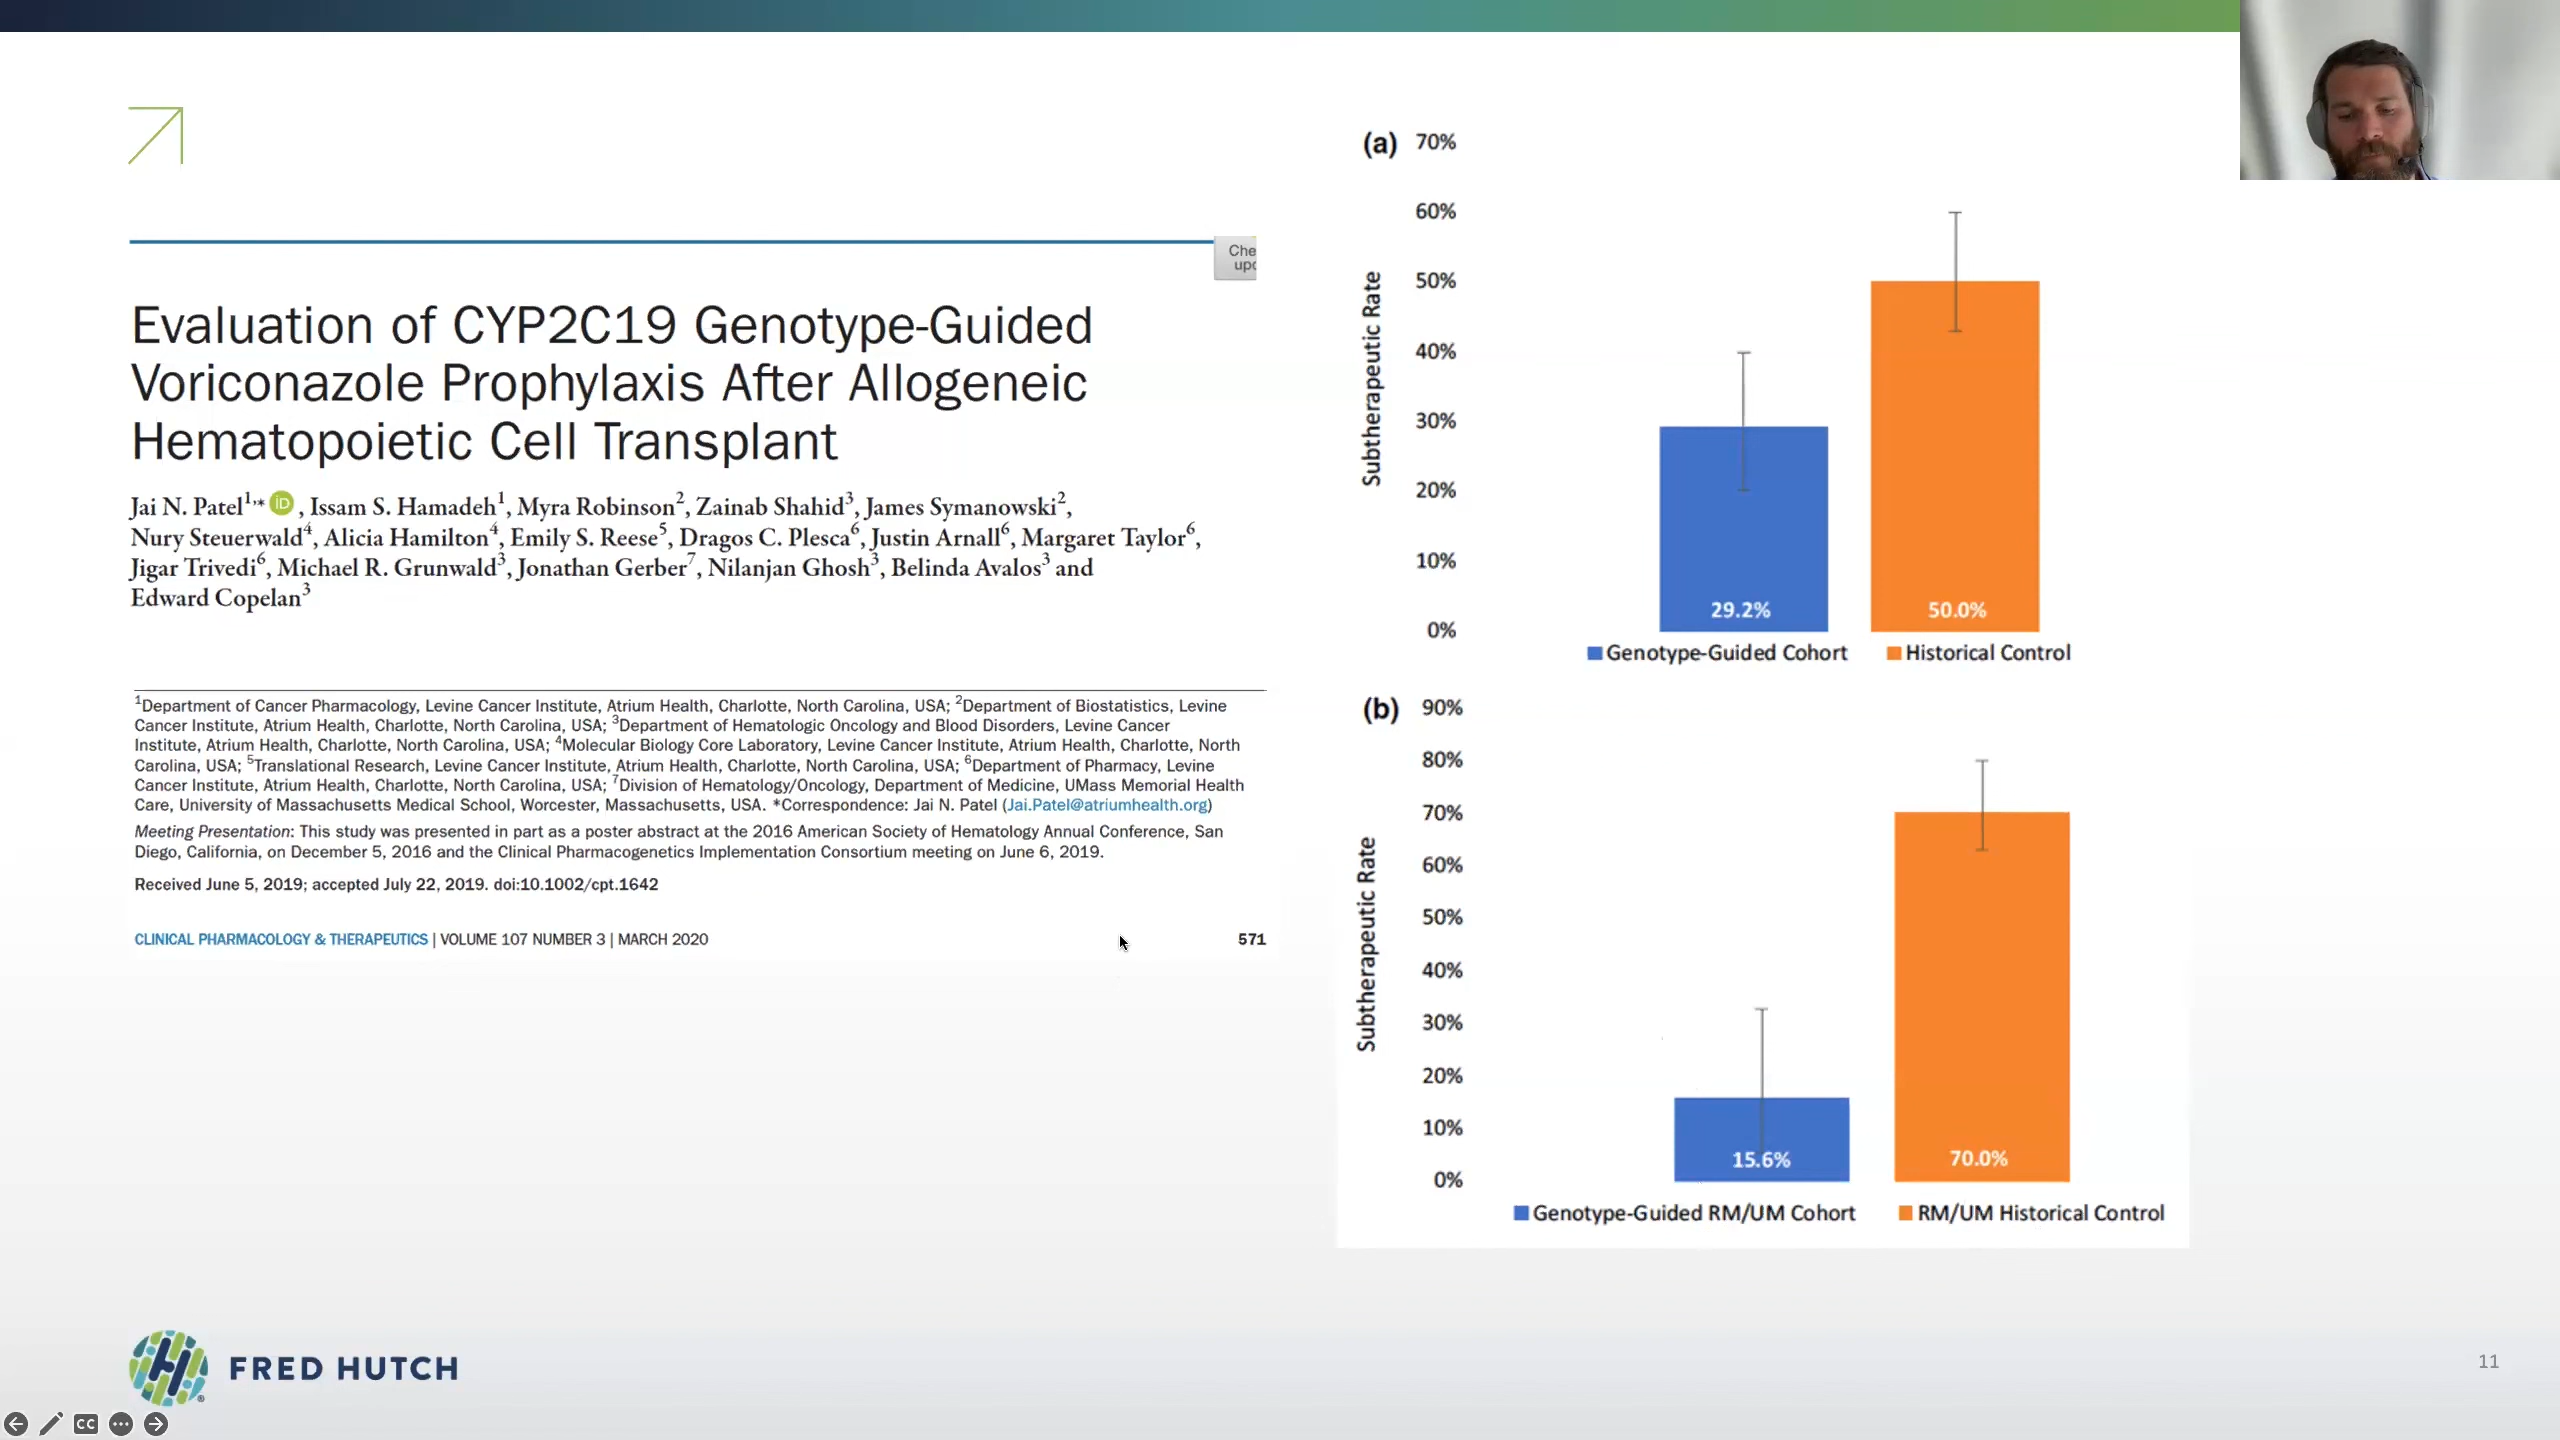 Che
upd
Evaluation of CYP2C19 Genotype-Guided
Voriconazole Prophylaxis After Allogeneic
Hematopoietic Cell Transplant
Jai N. Patel1,* iD, Issam S. Hamadeh1, Myra Robinson2, Zainab Shahid3, James Symanowski2,
Nury Steuerwald4, Alicia Hamilton4, Emily S. Reese5, Dragos C. Plesca6, Justin Arnall6, Margaret Taylor6,
Jigar Trivedi6, Michael R. Grunwald3, Jonathan Gerber7, Nilanjan Ghosh3, Belinda Avalos3 and
Edward Copelan3
1Department of Cancer Pharmacology, Levine Cancer Institute, Atrium Health, Charlotte, North Carolina, USA; 2Department of Biostatistics, Levine
Cancer Institute, Atrium Health, Charlotte, North Carolina, USA; 3Department of Hematologic Oncology and Blood Disorders, Levine Cancer
Institute, Atrium Health, Charlotte, North Carolina, USA; 4Molecular Biology Core Laboratory, Levine Cancer Institute, Atrium Health, Charlotte, North
Carolina, USA; 5Translational Research, Levine Cancer Institute, Atrium Health, Charlotte, North Carolina, USA; 6Department of Pharmacy, Levine
Cancer Institute, Atrium Health, Charlotte, North Carolina, USA; 7Division of Hematology/Oncology, Department of Medicine, UMass Memorial Health
Care, University of Massachusetts Medical School, Worcester, Massachusetts, USA. *Correspondence: Jai N. Patel (Jai.Patel@atriumhealth.org)
Meeting Presentation: This study was presented in part as a poster abstract at the 2016 American Society of Hematology Annual Conference, San
Diego, California, on December 5, 2016 and the Clinical Pharmacogenetics Implementation Consortium meeting on June 6, 2019.
Received June 5, 2019; accepted July 22, 2019. doi:10.1002/cpt.1642
CLINICAL PHARMACOLOGY & THERAPEUTICS | VOLUME 107 NUMBER 3 | MARCH 2020 571
(a)
Subtherapeutic Rate
70%
60%
50%
40%
30%
20%
10%
0%
29.2% 50.0%
Genotype-Guided Cohort Historical Control
(b)
Subtherapeutic Rate
90%
80%
70%
60%
50%
40%
30%
20%
10%
0%
15.6% 70.0%
Genotype-Guided RM/UM Cohort RM/UM Historical Control
FRED HUTCH
®
11
CC